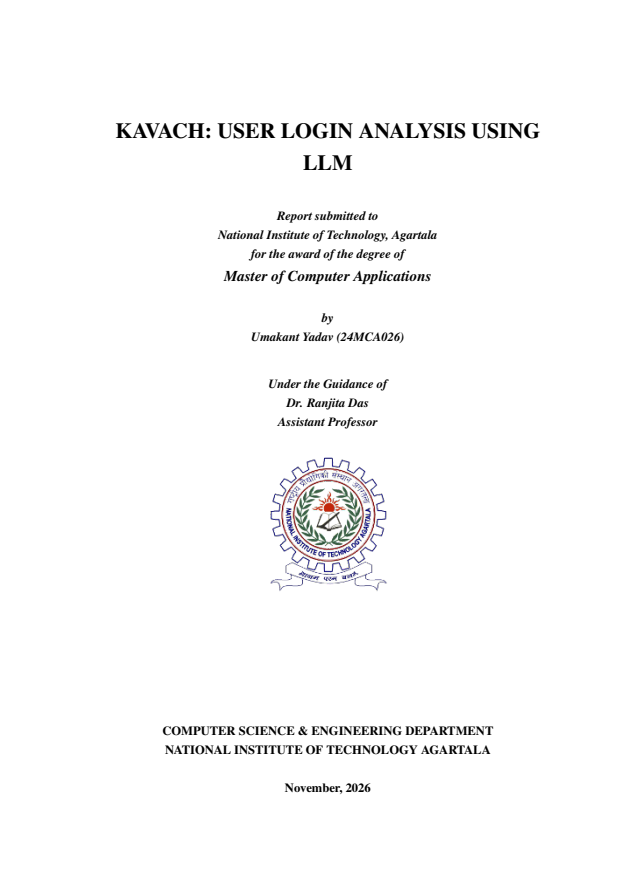 KAVACH: USER LOGIN ANALYSIS USING
LLM
Report submitted to
National Institute of Technology, Agartala
for the award of the degree of
Master of Computer Applications
by
Umakant Yadav (24MCA026)
Under the Guidance of
Dr. Ranjita Das
Assistant Professor
राष्ट्रीय प्रौद्योगिकी संस्थान अगरतला
NATIONAL INSTITUTE OF TECHNOLOGY AGARTALA
COMPUTER SCIENCE & ENGINEERING DEPARTMENT
NATIONAL INSTITUTE OF TECHNOLOGY AGARTALA
November, 2026